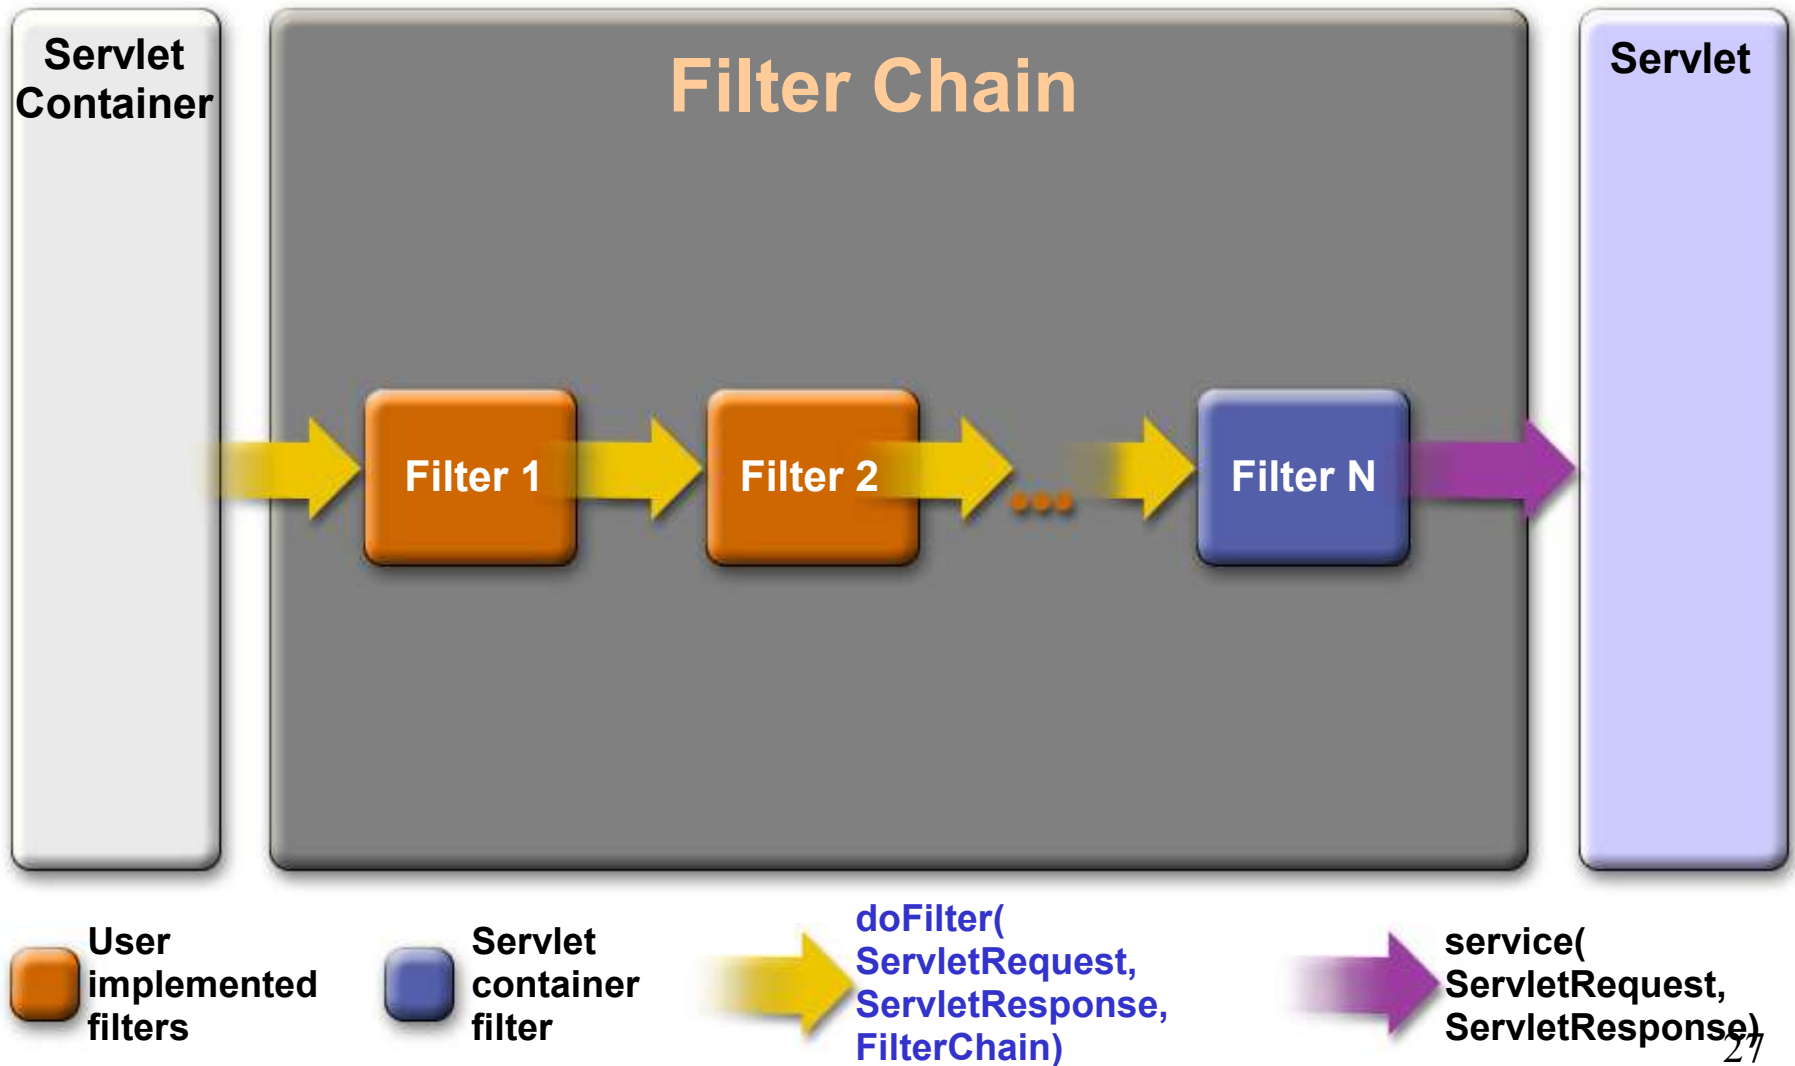 Servlet
Container
Filter Chain
Servlet
Filter 1
Filter 2
...
Filter N
User
implemented
filters
Servlet
container
filter
doFilter(
ServletRequest,
ServletResponse,
FilterChain)
service(
ServletRequest,
ServletResponse)
27